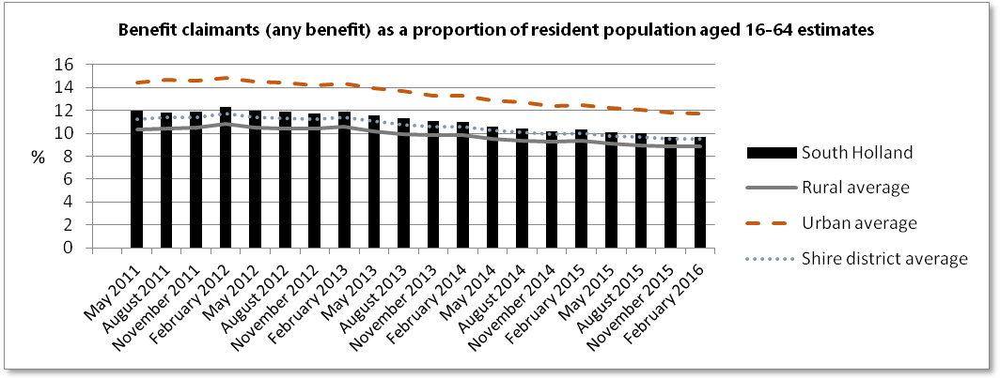 Benefit claimants (any benefit) as a proportion of resident population aged 16-64 estimates
16
14
12
10
8
6
4
2
0
%
May 2011
August 2011
November 2011
February 2012
May 2012
August 2012
November 2012
February 2013
May 2013
August 2013
November 2013
February 2014
May 2014
August 2014
November 2014
February 2015
May 2015
August 2015
November 2015
February 2016
South Holland
Rural average
Urban average
Shire district average